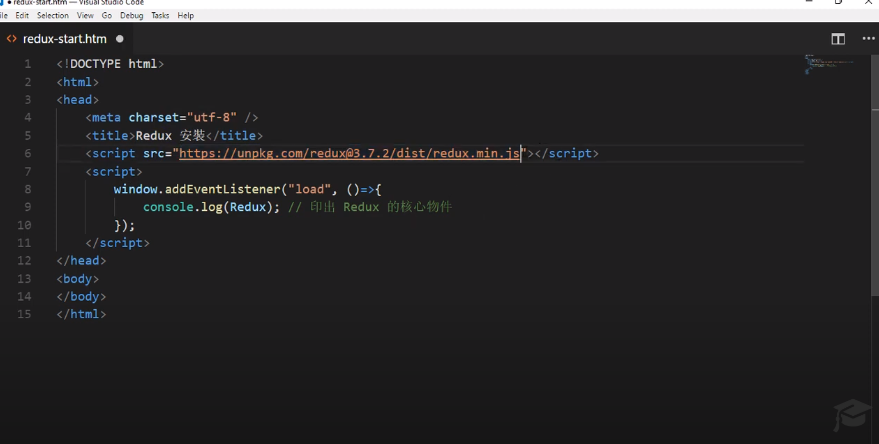 redux-start.htm — Visual Studio Code
File Edit Selection View Go Debug Tasks Help
redux-start.htm
1 <!DOCTYPE html>
2 <html>
3 <head>
4 <meta charset="utf-8" />
5 <title>Redux 安裝</title>
6 <script src="https://unpkg.com/redux@3.7.2/dist/redux.min.js"></script>
7 <script>
8 window.addEventListener("load", ()=>{
9 console.log(Redux); // 印出 Redux 的核心物件
10 });
11 </script>
12 </head>
13 <body>
14 </body>
15 </html>